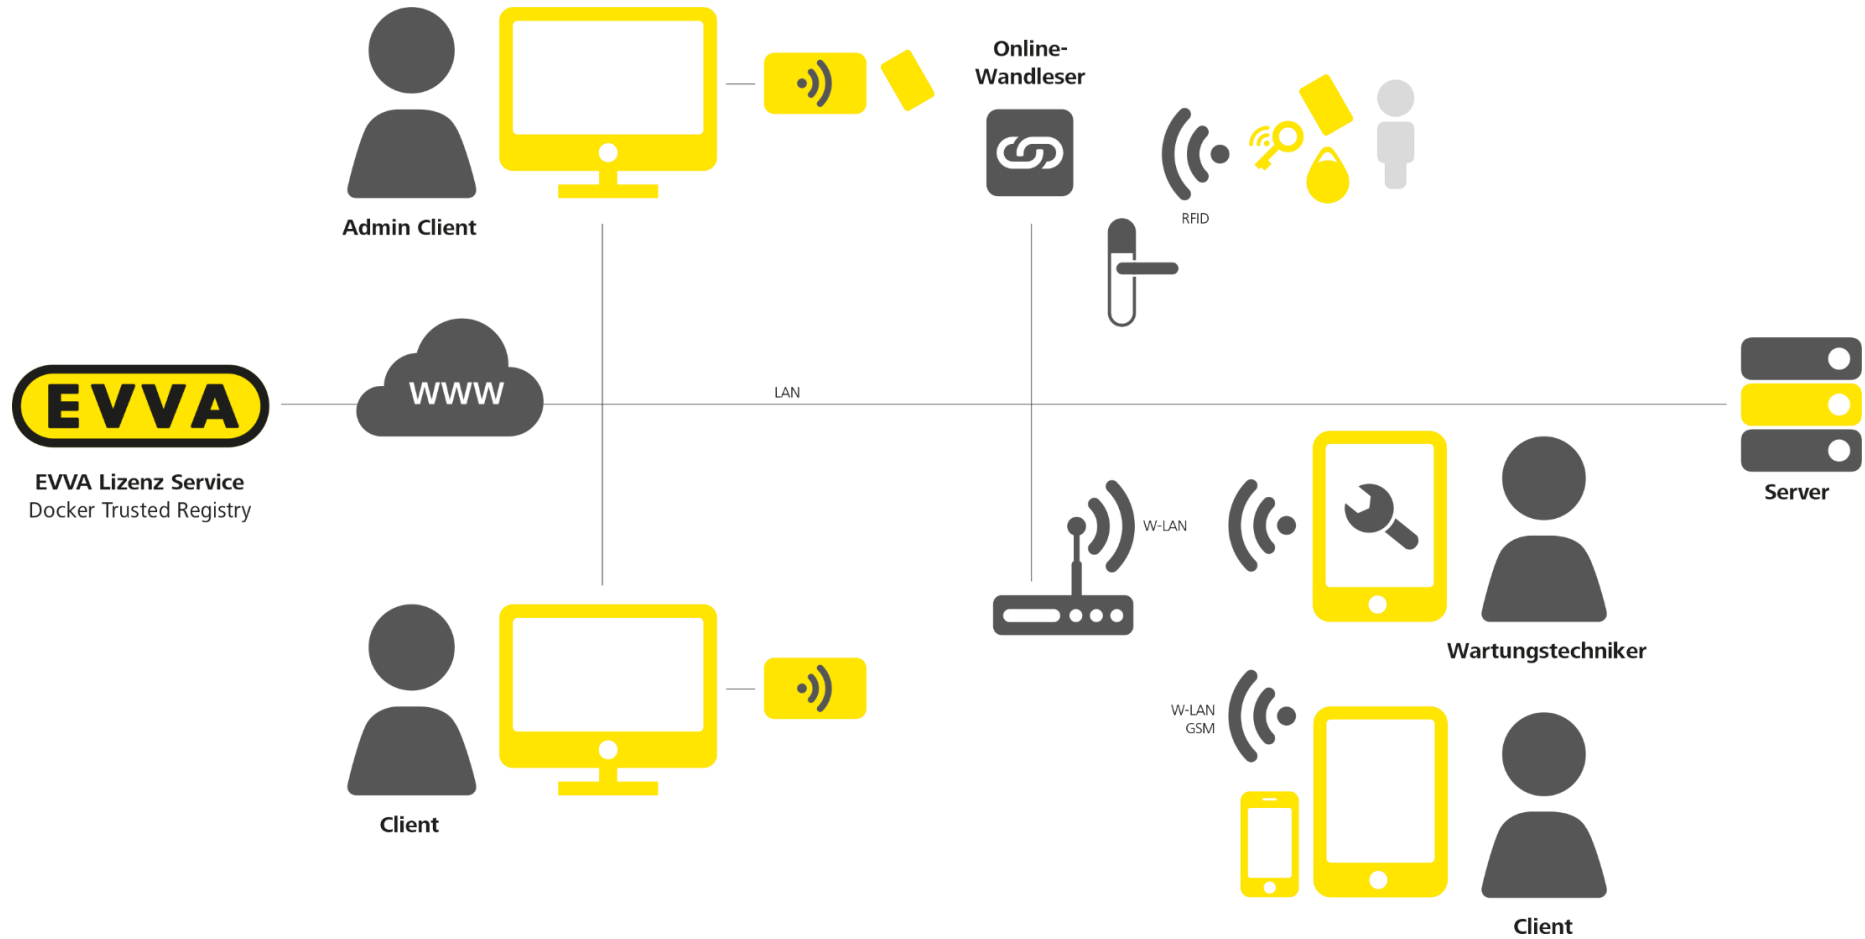 Online-
Wandleser
RFID
Admin Client
WWW
LAN
EVVA
EVVA Lizenz Service
Docker Trusted Registry
Server
W-LAN
Wartungstechniker
W-LAN
GSM
Client
Client